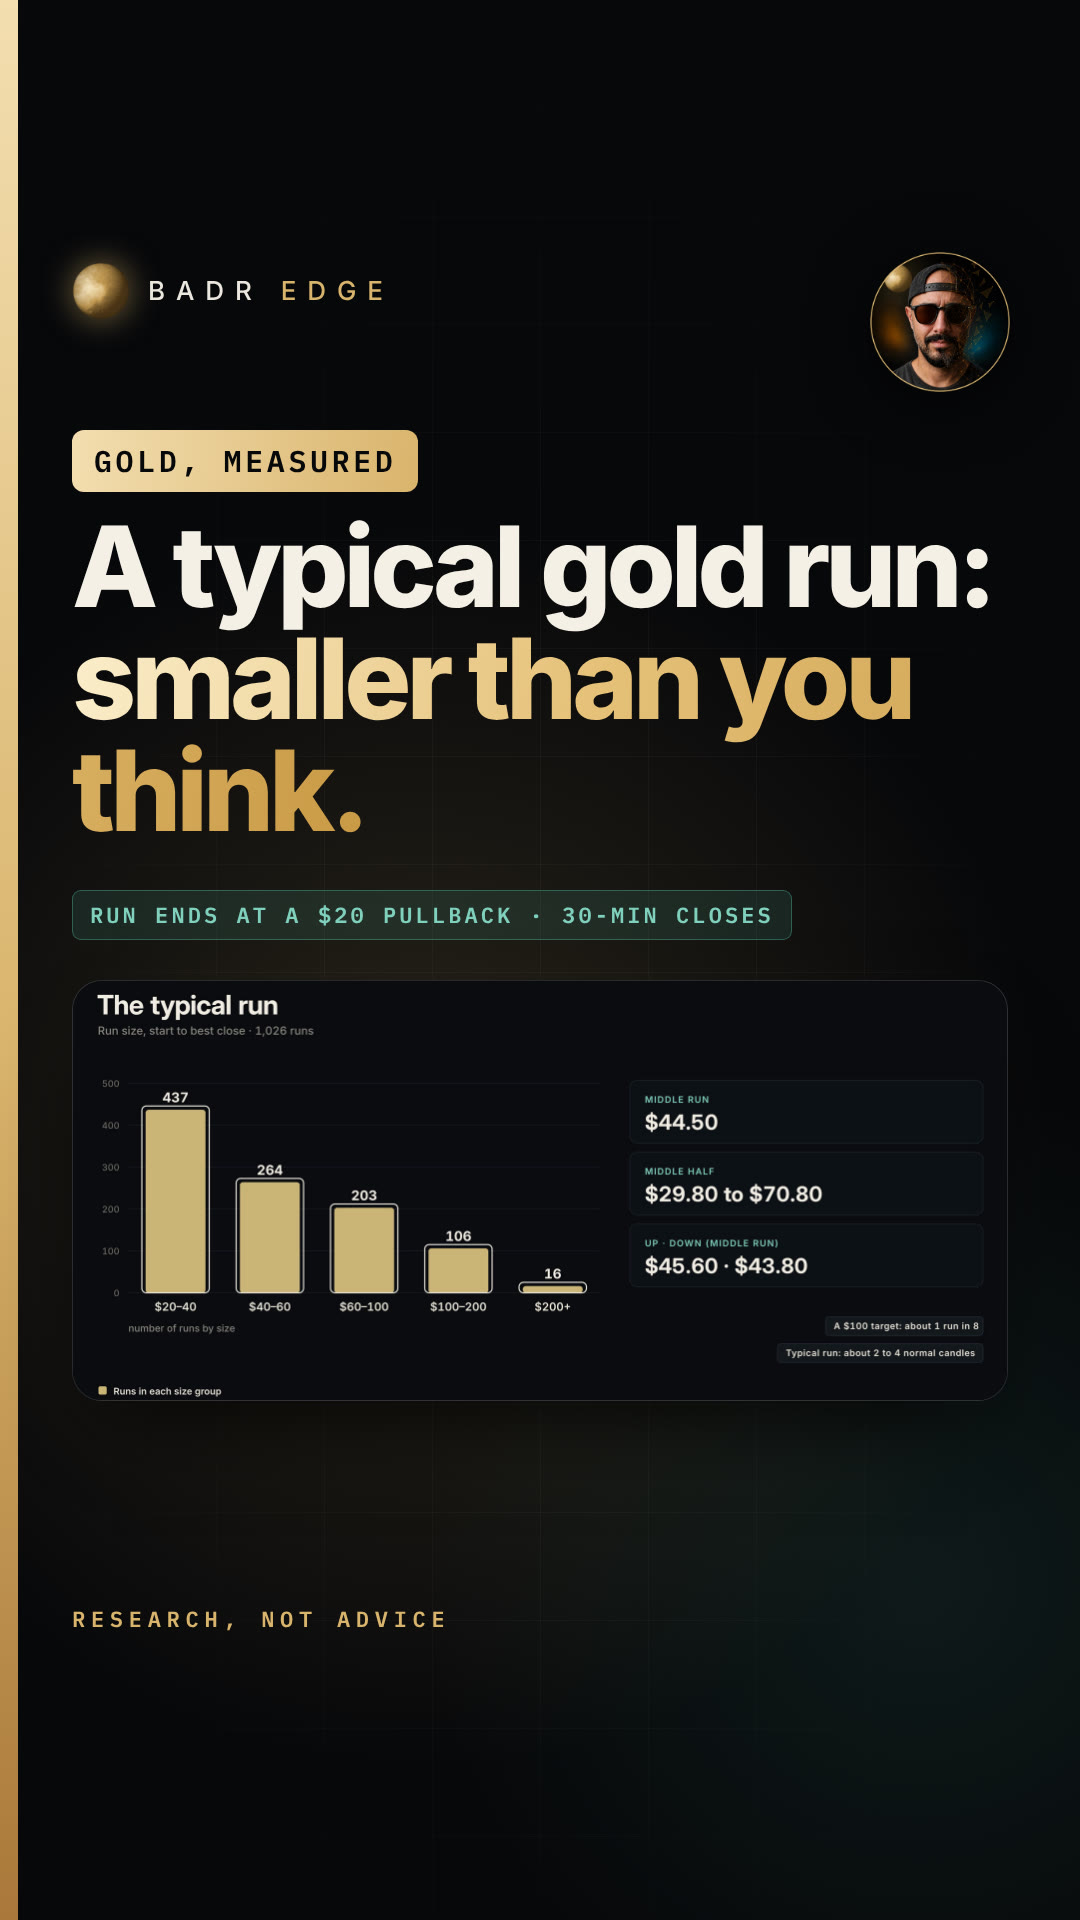 BADR EDGE
GOLD, MEASURED
A typical gold run:
smaller than you
think.
RUN ENDS AT A $20 PULLBACK · 30-MIN CLOSES
The typical run
Run size, start to best close · 1,026 runs
500
400
300
200
100
0
437
264
203
106
16
$20–40
$40–60
$60–100
$100–200
$200+
number of runs by size
Runs in each size group
MIDDLE RUN
$44.50
MIDDLE HALF
$29.80 to $70.80
UP · DOWN (MIDDLE RUN)
$45.60 · $43.80
A $100 target: about 1 run in 8
Typical run: about 2 to 4 normal candles
RESEARCH, NOT ADVICE